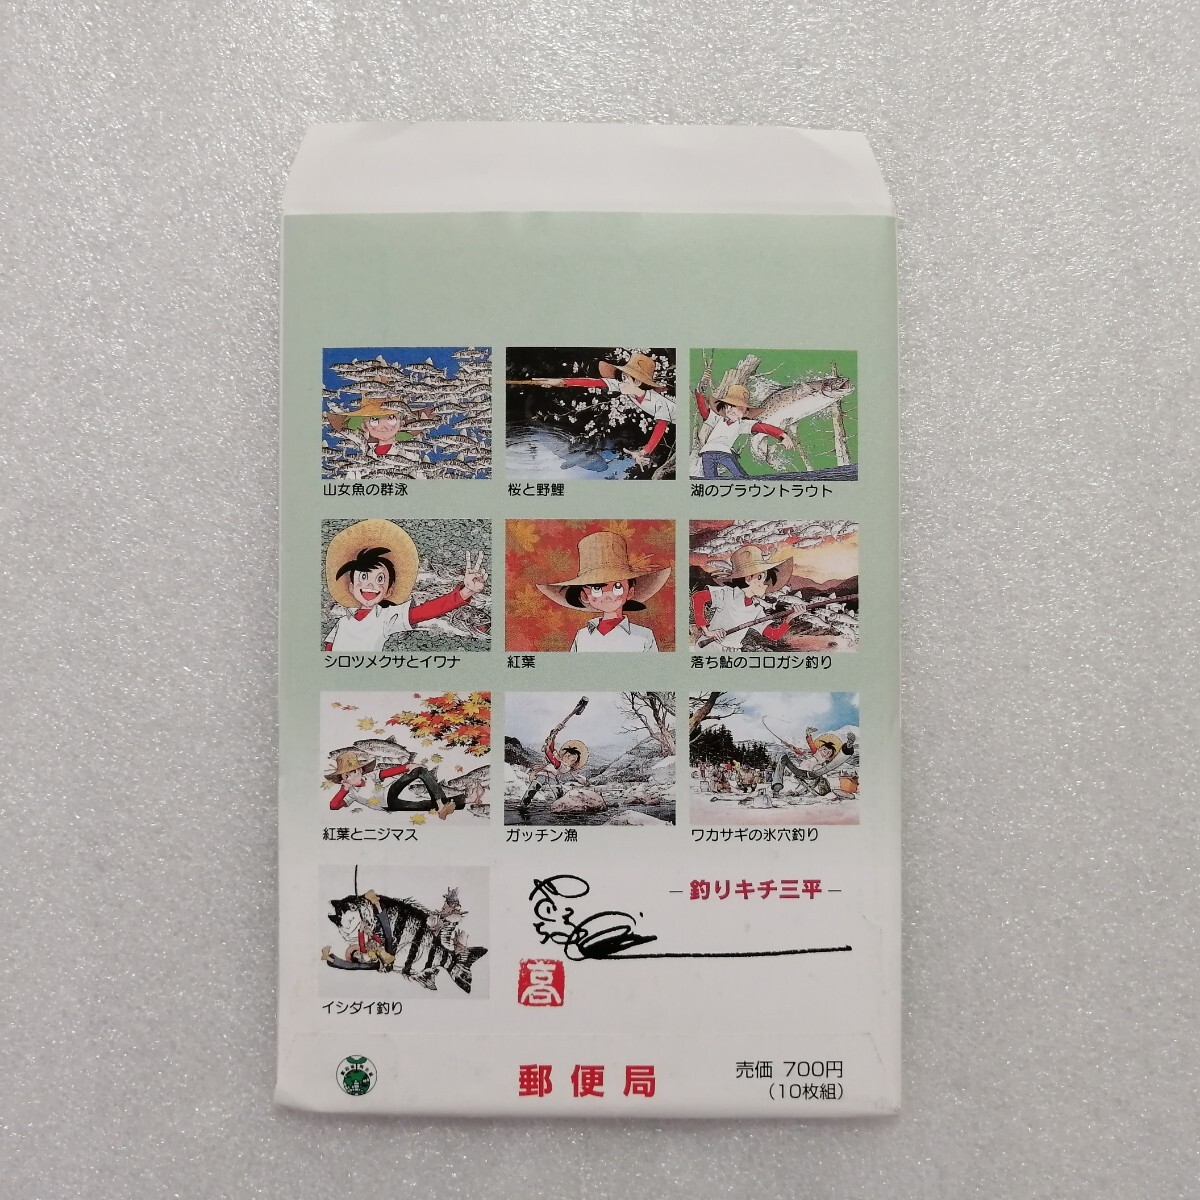 山女魚の群泳
桜と野鯉
湖のブラウントラウト
シロツメクサとイワナ
紅葉
落ち鮎のコロガシ釣り
紅葉とニジマス
ガッチン漁
ワカサギの氷穴釣り
イシダイ釣り
– 釣りキチ三平 –
郵便局
売価 700円
(10枚組)